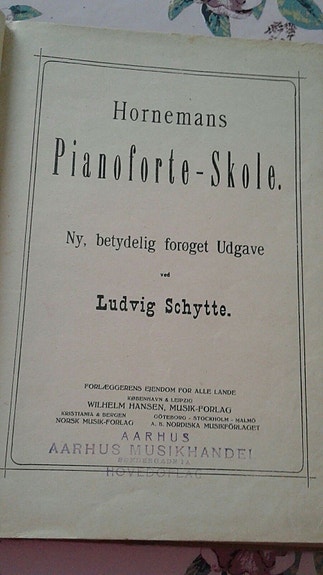 Hornemans
Pianoforte-Skole.
Ny, betydelig forøget Udgave
ved
Ludvig Schytte.
FORLÆGGERENS EJENDOM FOR ALLE LANDE
KØBENHAVN & LEIPZIG
WILHELM HANSEN, MUSIK-FORLAG
KRISTIANIA & BERGEN
NORSK MUSIK-FORLAG
GÖTEBORG - STOCKHOLM - MALMÖ
A. B. NORDISKA MUSIKFÖRLAGET
AARHUS
AARHUS MUSIKHANDEL
HOVEDOPLAG